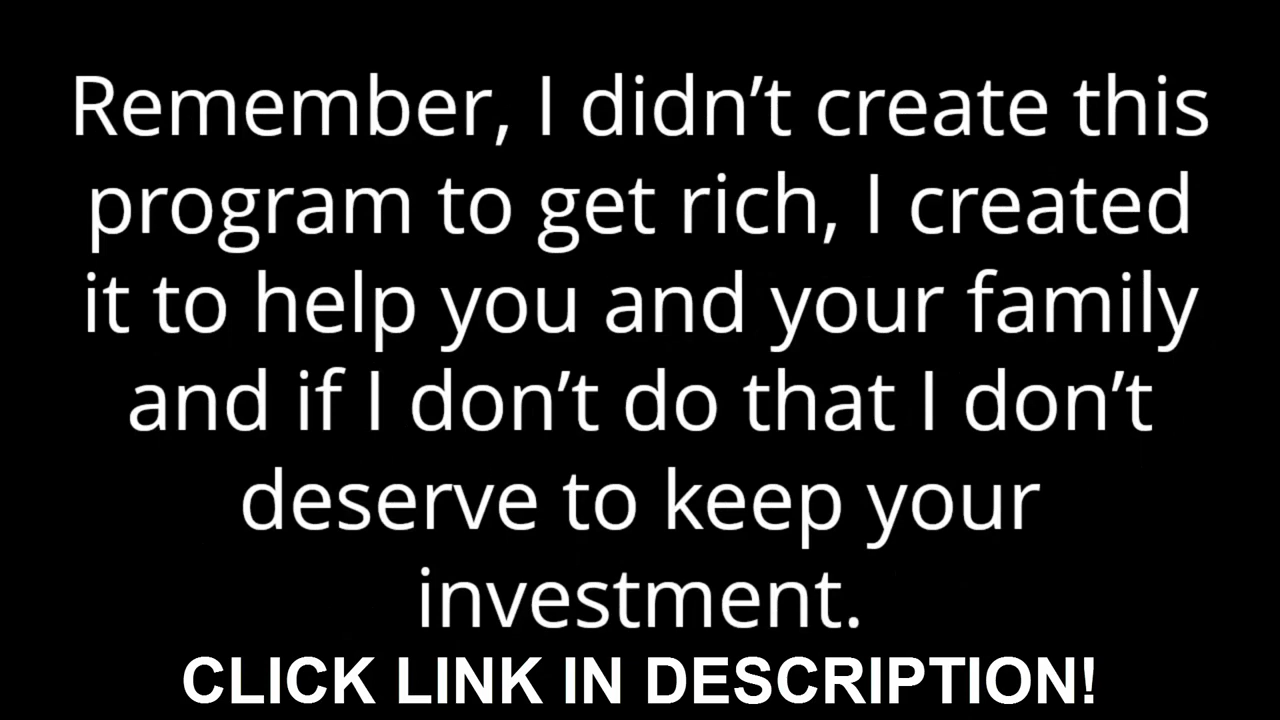 Remember, I didn’t create this
program to get rich, I created
it to help you and your family
and if I don’t do that I don’t
deserve to keep your
investment.
CLICK LINK IN DESCRIPTION!